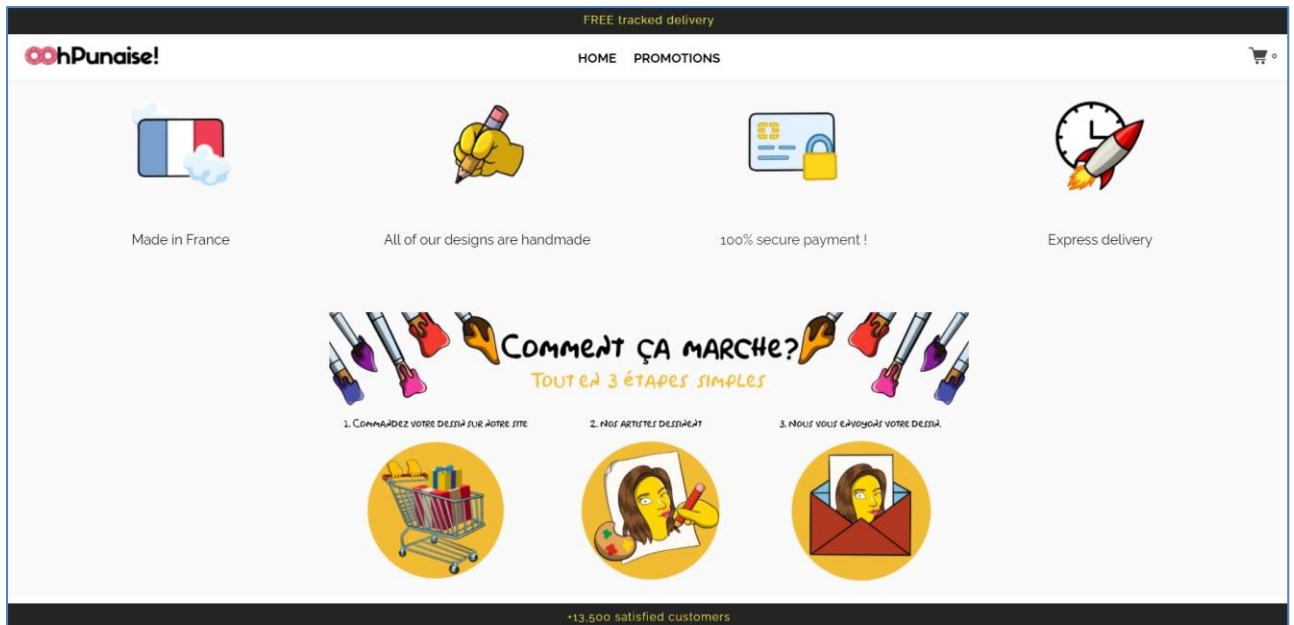 FREE tracked delivery
OOhPunaise!
HOME PROMOTIONS
0
Made in France
All of our designs are handmade
100% secure payment !
Express delivery
Comment ça marche?
Tout en 3 étapes simples
1. Commandez votre dessin sur notre site
2. Nos artistes dessinent
3. Nous vous envoyons votre dessin.
+13,500 satisfied customers